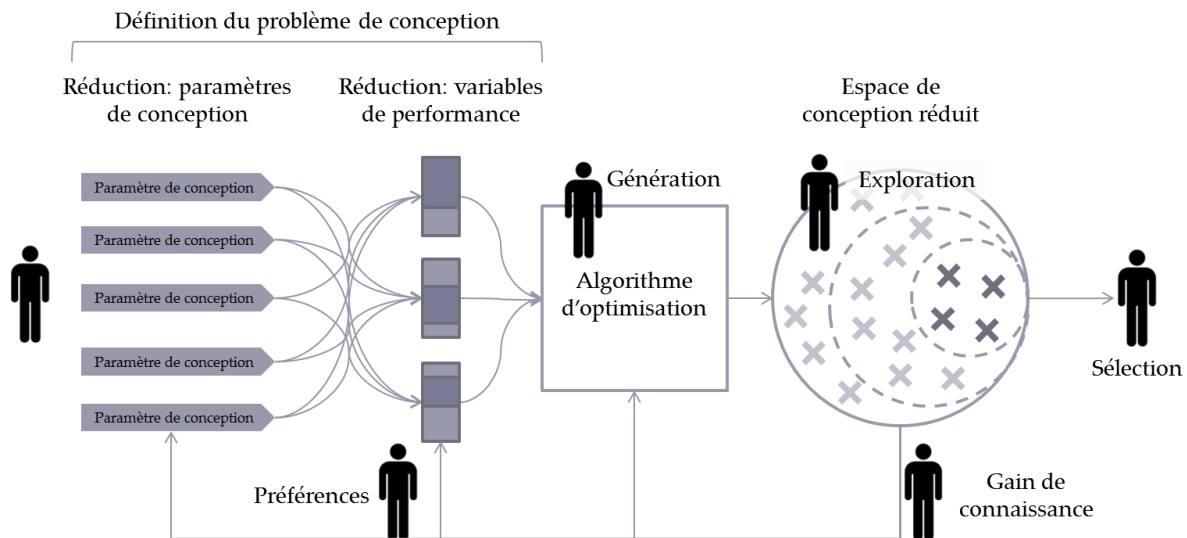 Définition du problème de conception
Réduction: paramètres
de conception
Réduction: variables
de performance
Espace de
conception réduit
Paramètre de conception
Paramètre de conception
Paramètre de conception
Paramètre de conception
Paramètre de conception
Génération
Algorithme
d'optimisation
Exploration
Sélection
Préférences
Gain de
connaissance